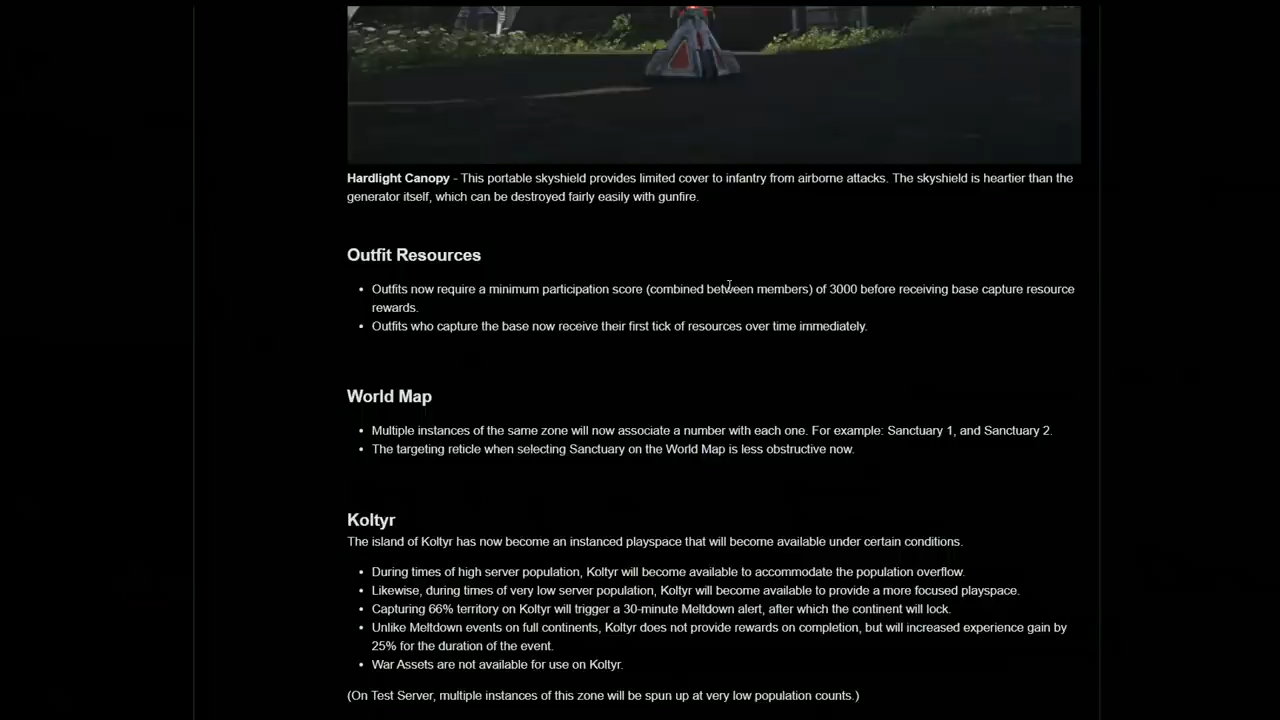 Hardlight Canopy - This portable skyshield provides limited cover to infantry from airborne attacks. The skyshield is heartier than the
generator itself, which can be destroyed fairly easily with gunfire.
Outfit Resources
• Outfits now require a minimum participation score (combined between members) of 3000 before receiving base capture resource
rewards.
• Outfits who capture the base now receive their first tick of resources over time immediately.
World Map
• Multiple instances of the same zone will now associate a number with each one. For example: Sanctuary 1, and Sanctuary 2.
• The targeting reticle when selecting Sanctuary on the World Map is less obstructive now.
Koltyr
The island of Koltyr has now become an instanced playspace that will become available under certain conditions.
• During times of high server population, Koltyr will become available to accommodate the population overflow.
• Likewise, during times of very low server population, Koltyr will become available to provide a more focused playspace.
• Capturing 66% territory on Koltyr will trigger a 30-minute Meltdown alert, after which the continent will lock.
• Unlike Meltdown events on full continents, Koltyr does not provide rewards on completion, but will increased experience gain by
25% for the duration of the event.
• War Assets are not available for use on Koltyr.
(On Test Server, multiple instances of this zone will be spun up at very low population counts.)